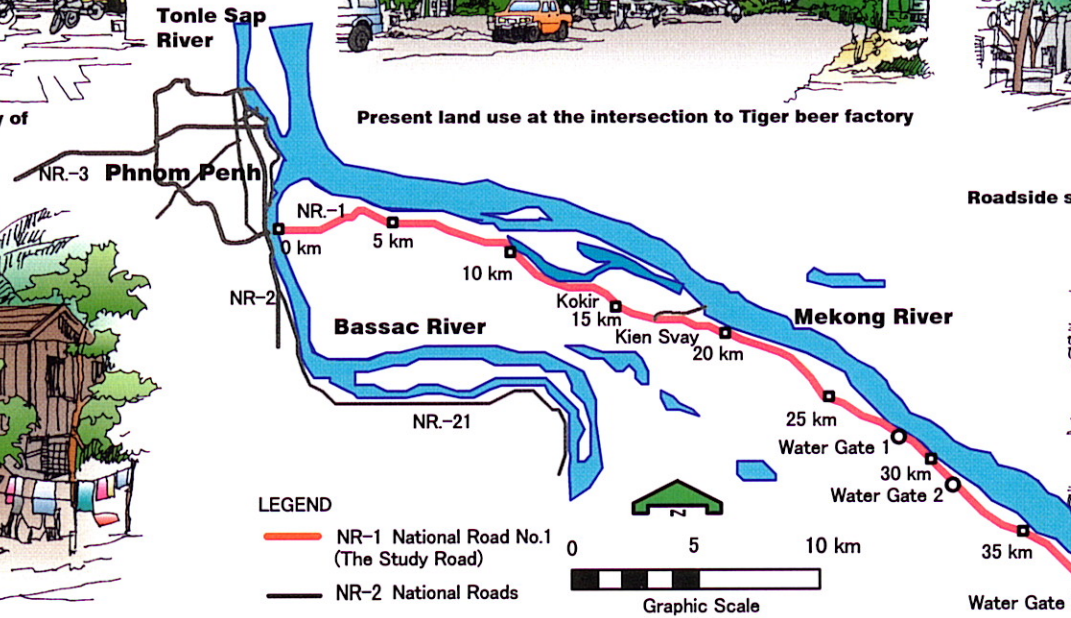 Tonle Sap
River
y of
Present land use at the intersection to Tiger beer factory
NR.-3
Phnom Penh
Roadside s
NR.-1
0 km
5 km
10 km
NR-2
Kokir
15 km
Bassac River
Kien Svay
20 km
Mekong River
25 km
NR.-21
Water Gate 1
30 km
Water Gate 2
LEGEND
NR-1 National Road No.1
(The Study Road)
NR-2 National Roads
N
0 5 10 km
Graphic Scale
35 km
Water Gate